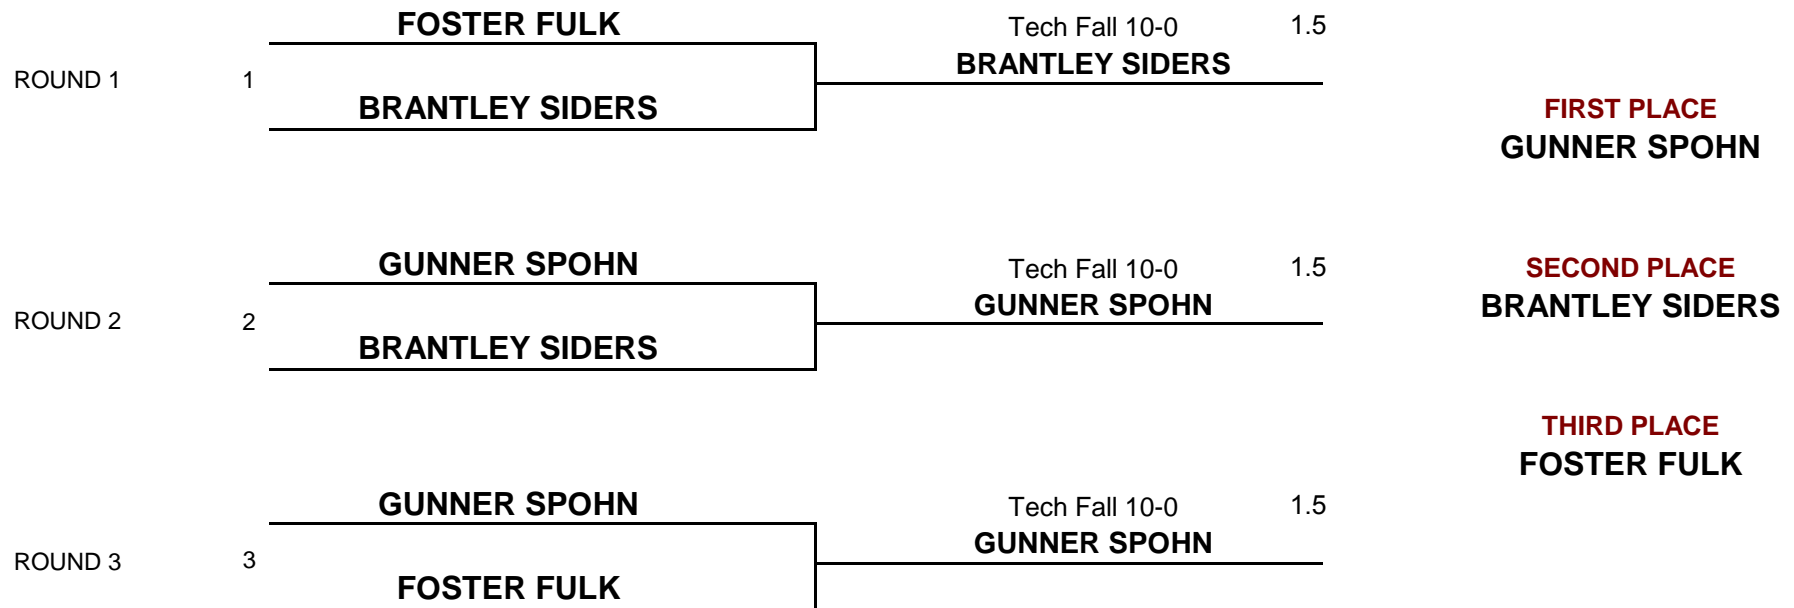 FOSTER FULK
Tech Fall 10-0 1.5
BRANTLEY SIDERS
ROUND 1 1
BRANTLEY SIDERS
FIRST PLACE
GUNNER SPOHN
GUNNER SPOHN
Tech Fall 10-0 1.5
GUNNER SPOHN
ROUND 2 2
BRANTLEY SIDERS
SECOND PLACE
BRANTLEY SIDERS
THIRD PLACE
FOSTER FULK
GUNNER SPOHN
Tech Fall 10-0 1.5
GUNNER SPOHN
ROUND 3 3
FOSTER FULK